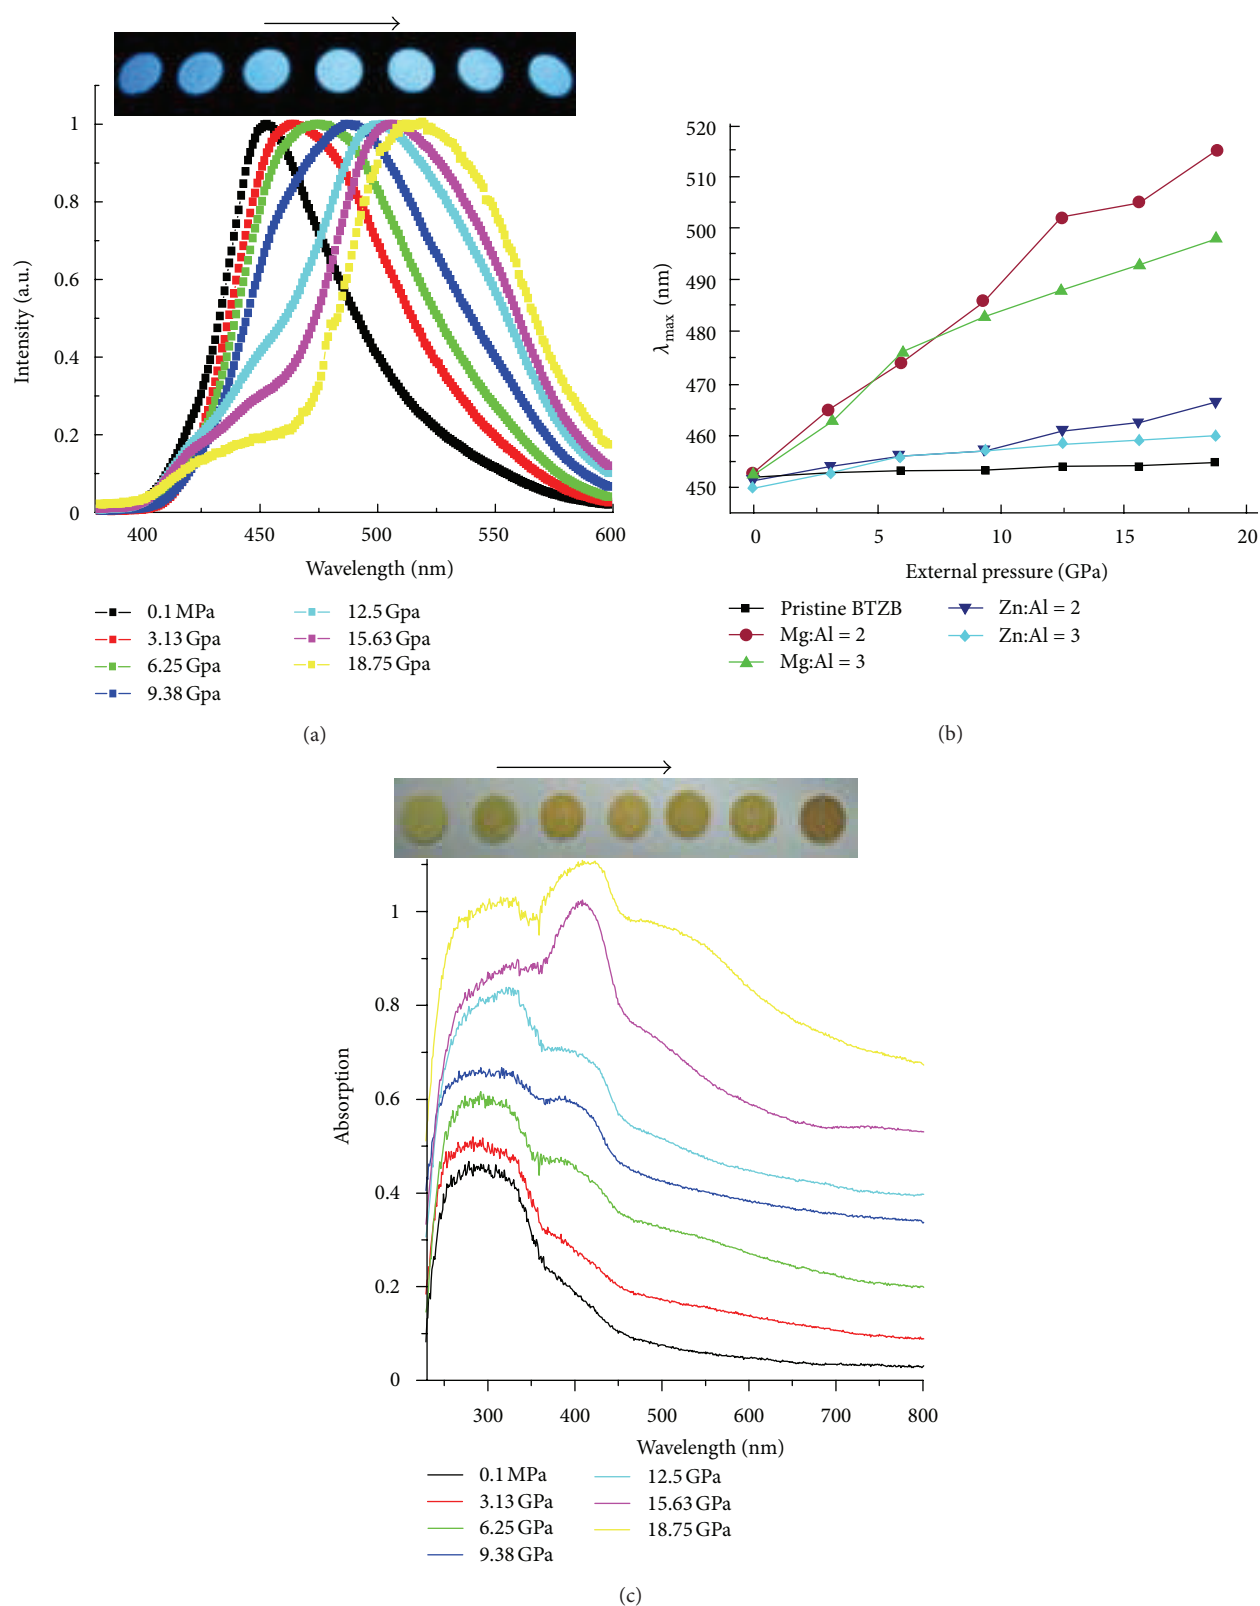 1
0.8
0.6
0.4
0.2
0
Intensity (a.u.)
400 450 500 550 600
Wavelength (nm)
0.1 MPa
3.13 Gpa
6.25 Gpa
9.38 Gpa
12.5 Gpa
15.63 Gpa
18.75 Gpa
(a)
520
510
500
490
480
470
460
450
λmax (nm)
0 5 10 15 20
External pressure (GPa)
Pristine BTZB
Mg:Al = 2
Mg:Al = 3
Zn:Al = 2
Zn:Al = 3
(b)
1
0.8
0.6
0.4
0.2
0
Absorption
300 400 500 600 700 800
Wavelength (nm)
0.1 MPa
3.13 GPa
6.25 GPa
9.38 GPa
12.5 GPa
15.63 GPa
18.75 GPa
(c)